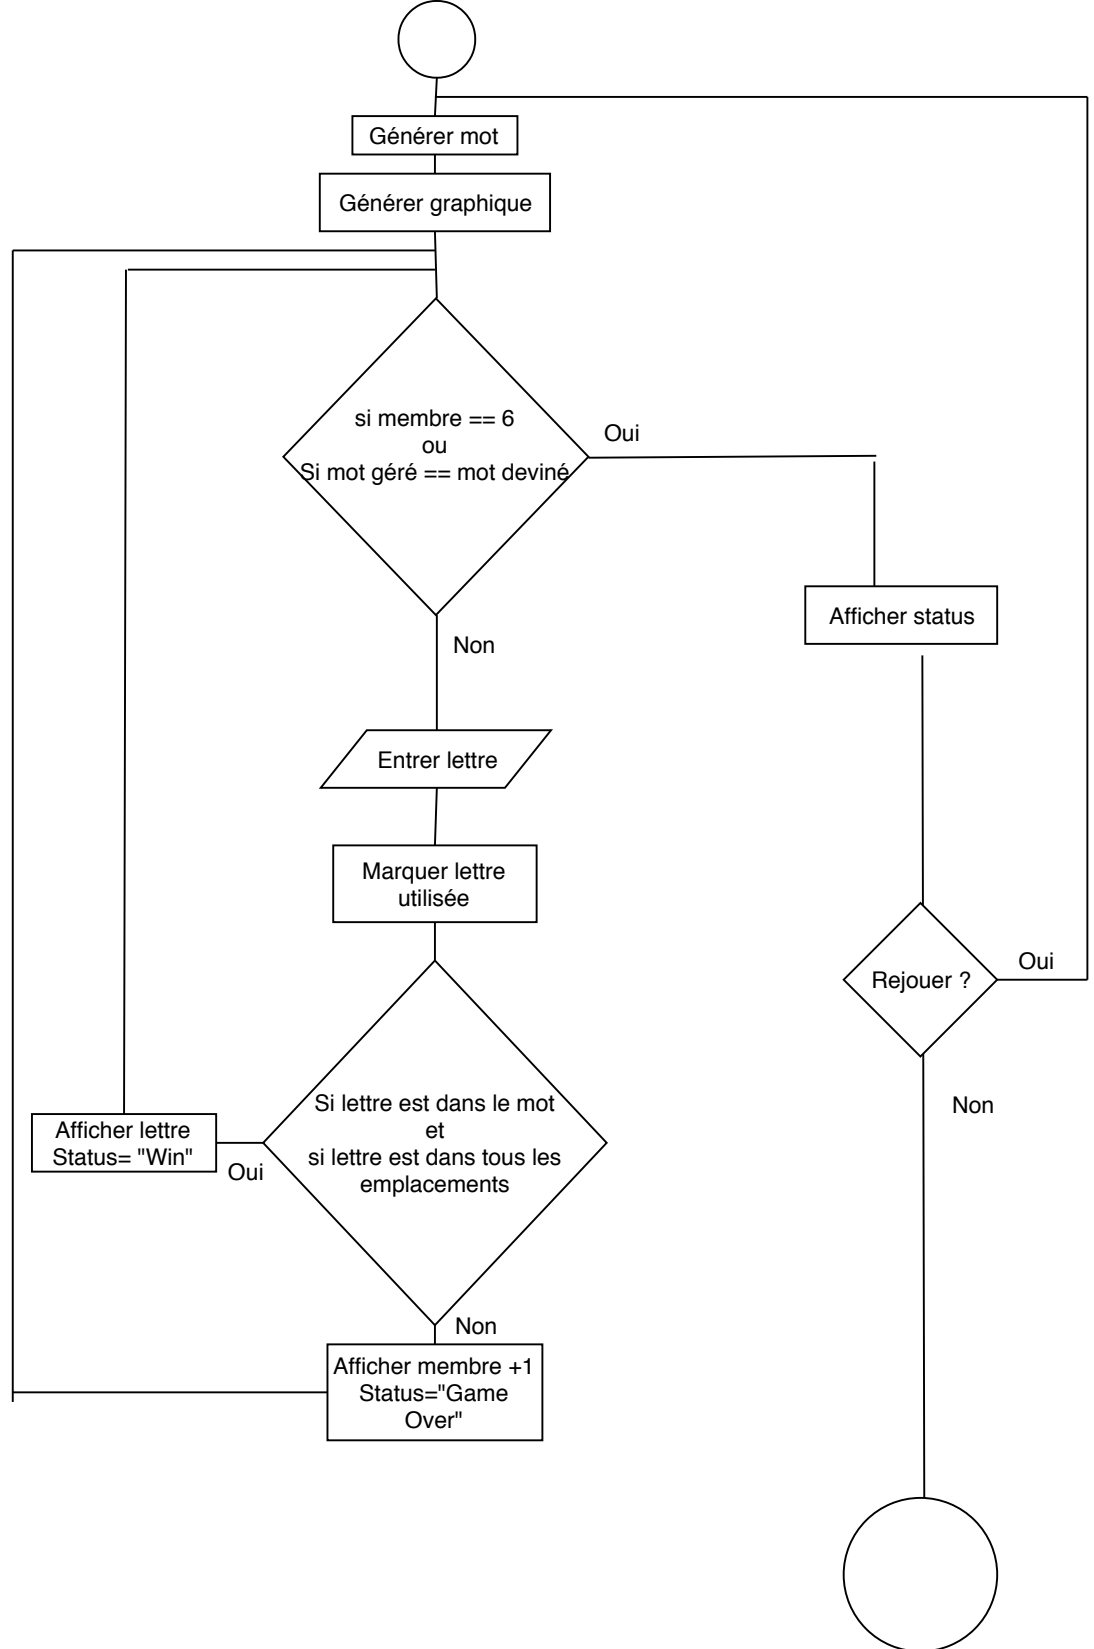 Générer mot
Générer graphique
si membre == 6
ou
Si mot géré == mot deviné
Oui
Afficher status
Non
Entrer lettre
Marquer lettre
utilisée
Rejouer ?
Oui
Non
Si lettre est dans le mot
et
si lettre est dans tous les
emplacements
Afficher lettre
Status= "Win"
Oui
Non
Afficher membre +1
Status="Game
Over"